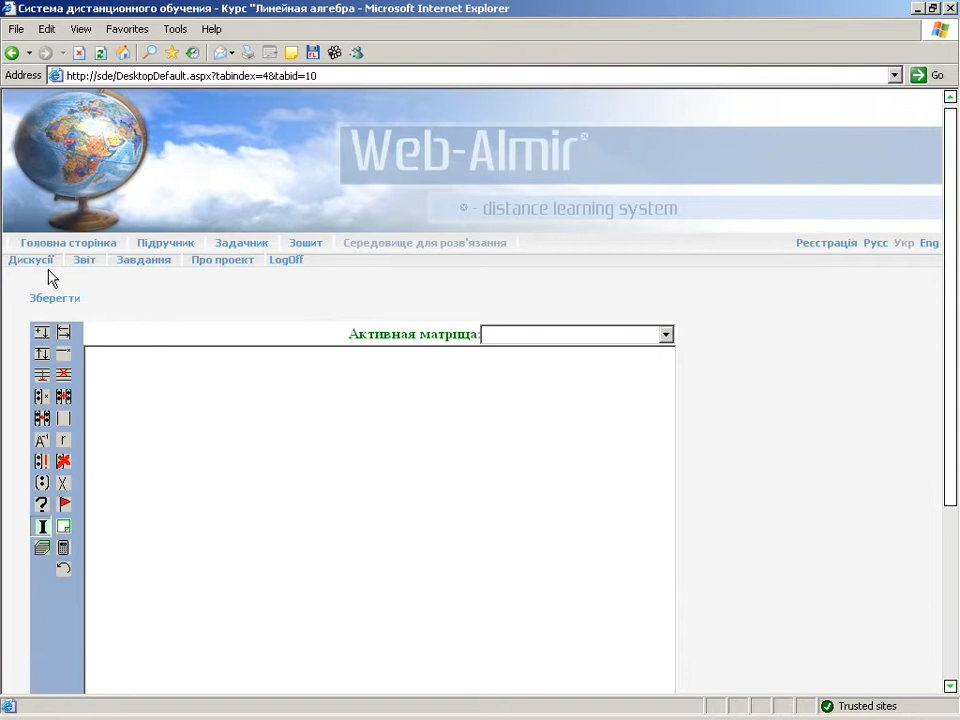 Система дистанционного обучения - Курс "Линейная алгебра - Microsoft Internet Explorer
File Edit View Favorites Tools Help
Address http://sde/DesktopDefault.aspx?tabindex=4&tabid=10 Go
Web-Almir
- distance learning system
Головна сторінка Підручник Задачник Зошит Середовище для розв'язання Реєстрація Русс Укр Eng
Дискусії Звіт Завдання Про проект LogOff
Зберегти
Активная матрица:
A⁻¹ r
X
?
I
Trusted sites